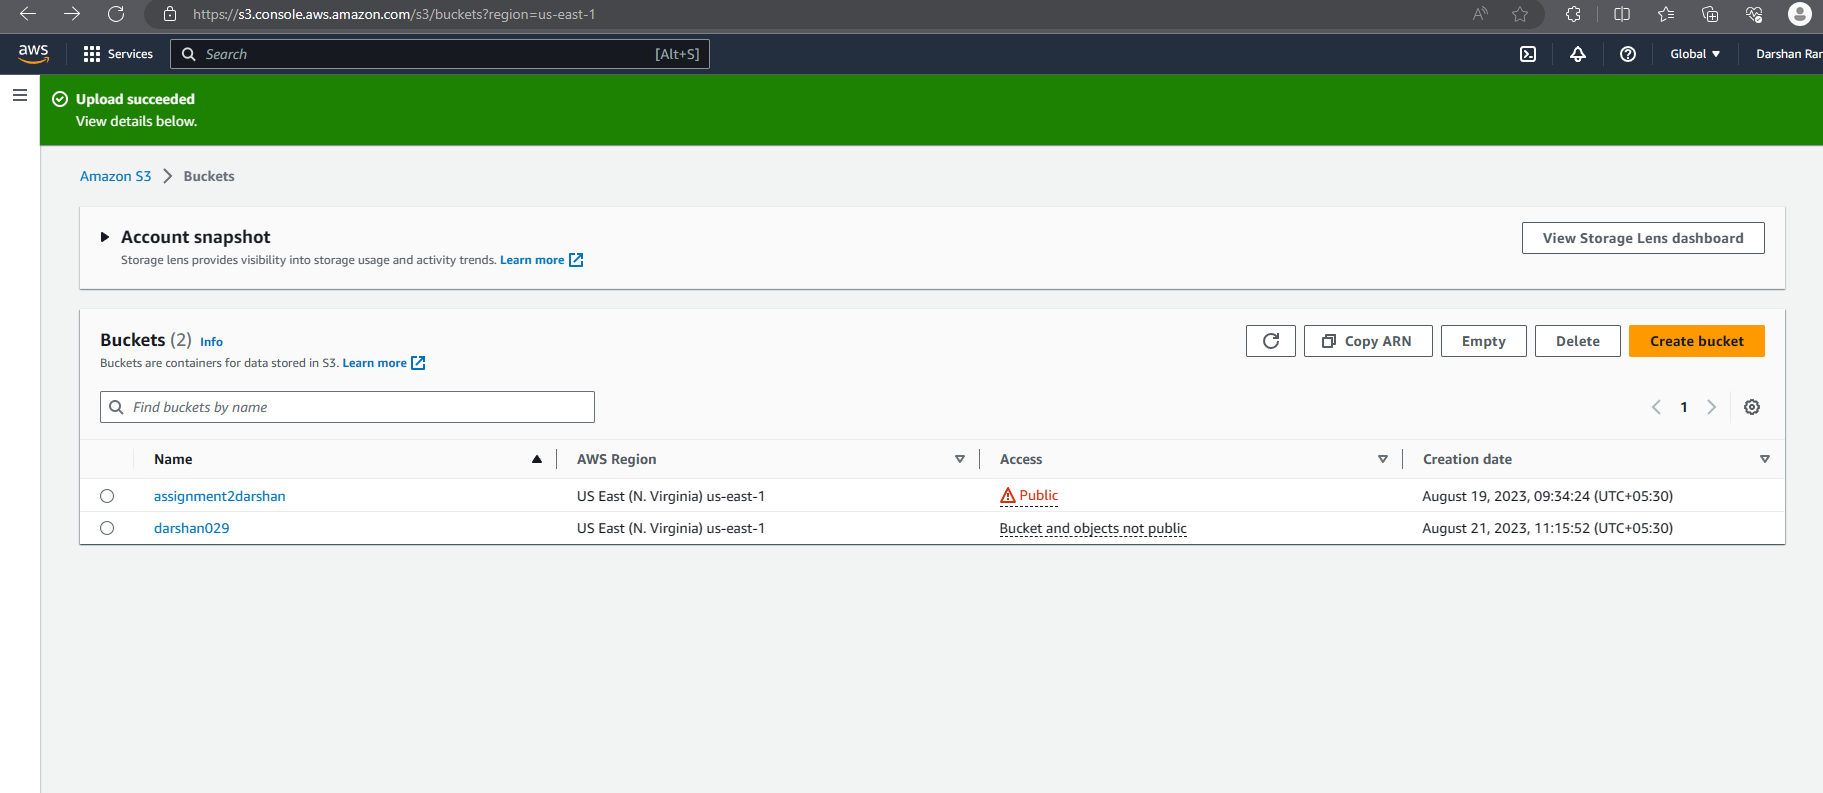 https://s3.console.aws.amazon.com/s3/buckets?region=us-east-1
aws Services Search [Alt+S] Global Darshan Rar
Upload succeeded
View details below.
Amazon S3 Buckets
Account snapshot View Storage Lens dashboard
Storage lens provides visibility into storage usage and activity trends. Learn more
Buckets (2) Info Copy ARN Empty Delete Create bucket
Buckets are containers for data stored in S3. Learn more
Find buckets by name 1
Name AWS Region Access Creation date
assignment2darshan US East (N. Virginia) us-east-1 Public August 19, 2023, 09:34:24 (UTC+05:30)
darshan029 US East (N. Virginia) us-east-1 Bucket and objects not public August 21, 2023, 11:15:52 (UTC+05:30)